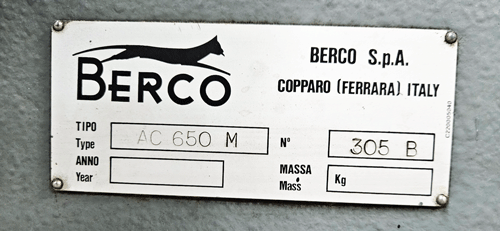 BERCO
BERCO S.p.A.
COPPARO (FERRARA) ITALY
TIPO
Type AC 650 M
N° 305 B
ANNO
Year
MASSA
Mass Kg